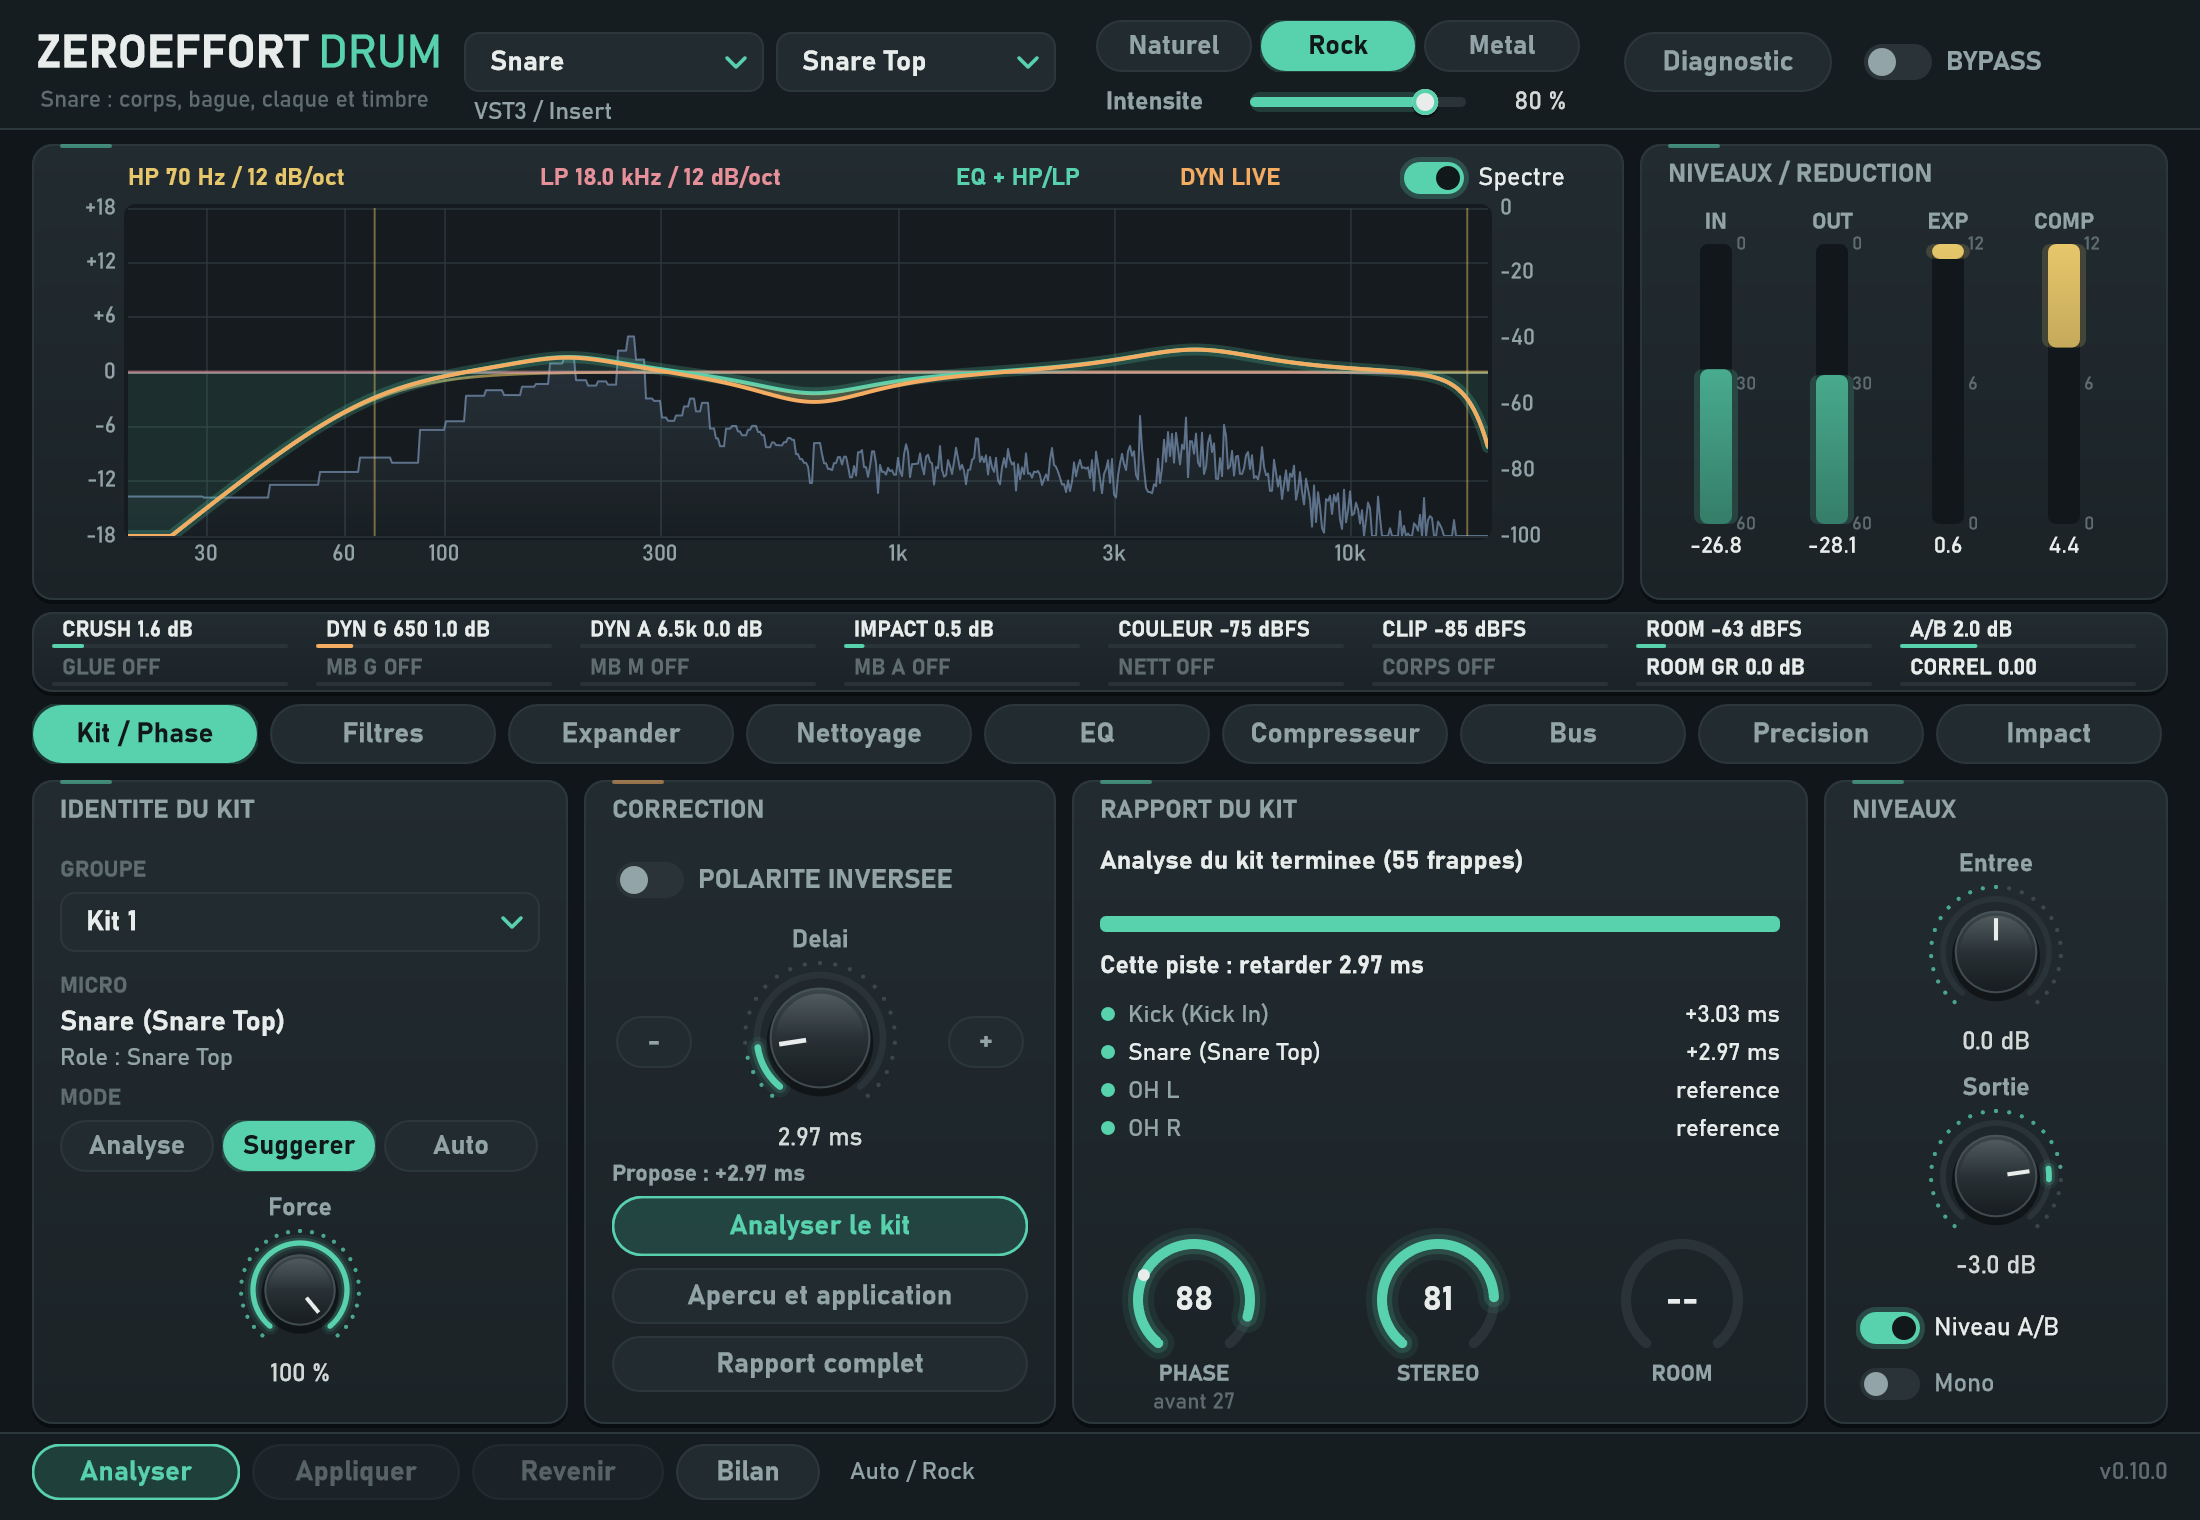 ZEROEFFORT DRUM
Snare : corps, bague, claque et timbre
Snare
VST3 / Insert
Snare Top
Naturel
Rock
Metal
Intensite
80 %
Diagnostic
BYPASS
HP 70 Hz / 12 dB/oct
LP 18.0 kHz / 12 dB/oct
EQ + HP/LP
DYN LIVE
Spectre
+18
+12
+6
0
-6
-12
-18
0
-20
-40
-60
-80
-100
30
60
100
300
1k
3k
10k
NIVEAUX / REDUCTION
IN
OUT
EXP
COMP
0
30
60
0
30
60
12
6
0
12
6
0
-26.8
-28.1
0.6
4.4
CRUSH 1.6 dB
DYN G 650 1.0 dB
DYN A 6.5k 0.0 dB
IMPACT 0.5 dB
COULEUR -75 dBFS
CLIP -85 dBFS
ROOM -63 dBFS
A/B 2.0 dB
GLUE OFF
MB G OFF
MB M OFF
MB A OFF
NETT OFF
CORPS OFF
ROOM GR 0.0 dB
CORREL 0.00
Kit / Phase
Filtres
Expander
Nettoyage
EQ
Compresseur
Bus
Precision
Impact
IDENTITE DU KIT
GROUPE
Kit 1
MICRO
Snare (Snare Top)
Role : Snare Top
MODE
Analyse
Suggerer
Auto
Force
100 %
CORRECTION
POLARITE INVERSEE
Delai
-
+
2.97 ms
Propose : +2.97 ms
Analyser le kit
Apercu et application
Rapport complet
RAPPORT DU KIT
Analyse du kit terminee (55 frappes)
Cette piste : retarder 2.97 ms
Kick (Kick In) +3.03 ms
Snare (Snare Top) +2.97 ms
OH L reference
OH R reference
88
81
--
PHASE
STEREO
ROOM
avant 27
NIVEAUX
Entree
0.0 dB
Sortie
-3.0 dB
Niveau A/B
Mono
Analyser
Appliquer
Revenir
Bilan
Auto / Rock
v0.10.0